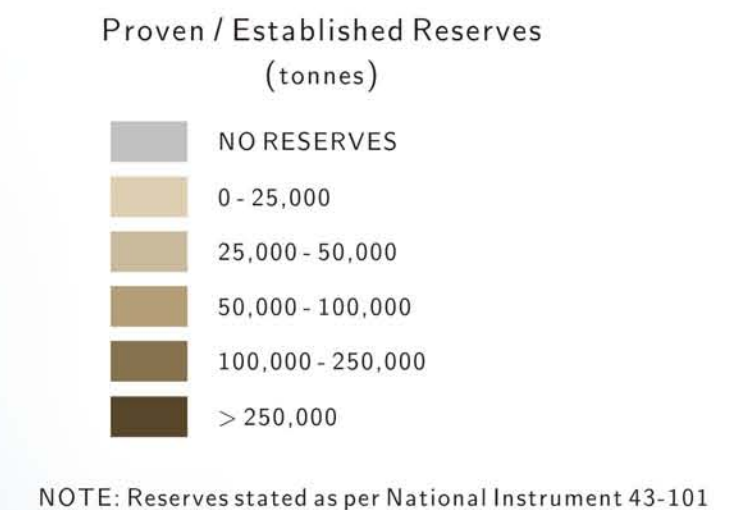 Proven / Established Reserves
(tonnes)
NO RESERVES
0 - 25,000
25,000 - 50,000
50,000 - 100,000
100,000 - 250,000
> 250,000
NOTE: Reserves stated as per National Instrument 43-101